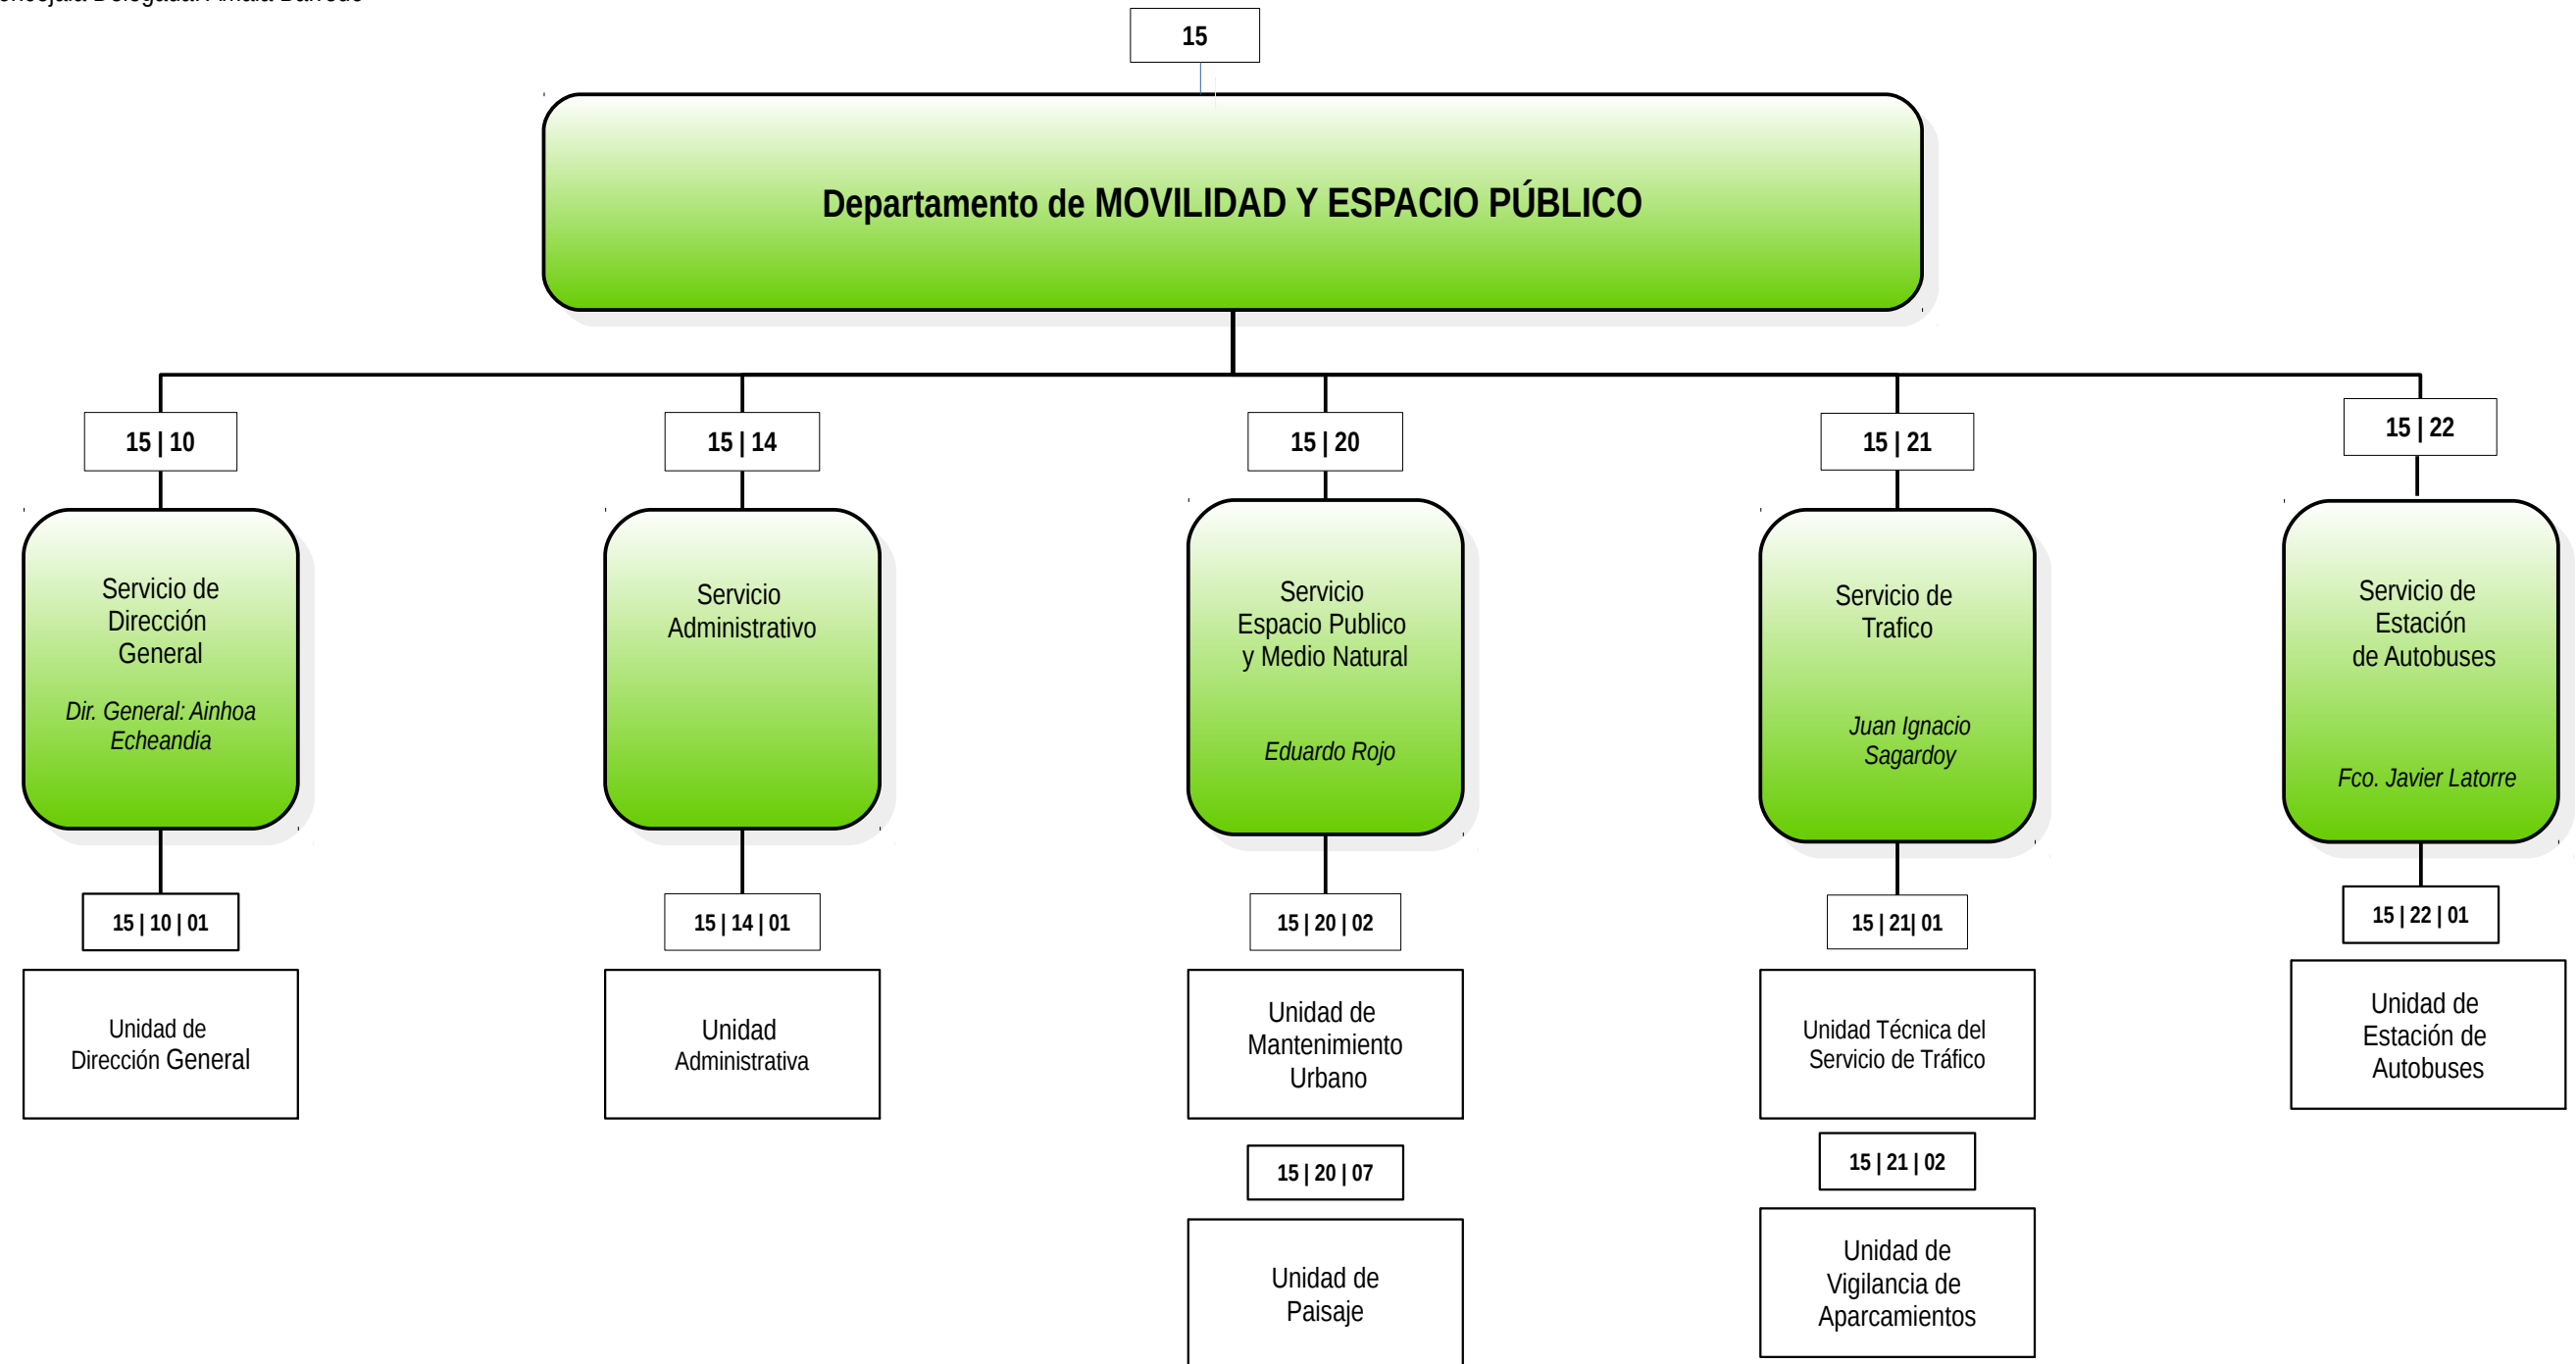 Delegada: Amaia Barredo
15
Departamento de MOVILIDAD Y ESPACIO PÚBLICO
15 | 10
15 | 14
15 | 20
15 | 21
15 | 22
Servicio de
Dirección
General
Dir. General: Ainhoa
Echeandia
Servicio
Administrativo
Servicio
Espacio Publico
y Medio Natural
Eduardo Rojo
Servicio de
Trafico
Juan Ignacio
Sagardoy
Servicio de
Estación
de Autobuses
Fco. Javier Latorre
15 | 10 | 01
15 | 14 | 01
15 | 20 | 02
15 | 21| 01
15 | 22 | 01
Unidad de
Dirección General
Unidad
Administrativa
Unidad de
Mantenimiento
Urbano
Unidad Técnica del
Servicio de Tráfico
Unidad de
Estación de
Autobuses
15 | 20 | 07
15 | 21 | 02
Unidad de
Paisaje
Unidad de
Vigilancia de
Aparcamientos